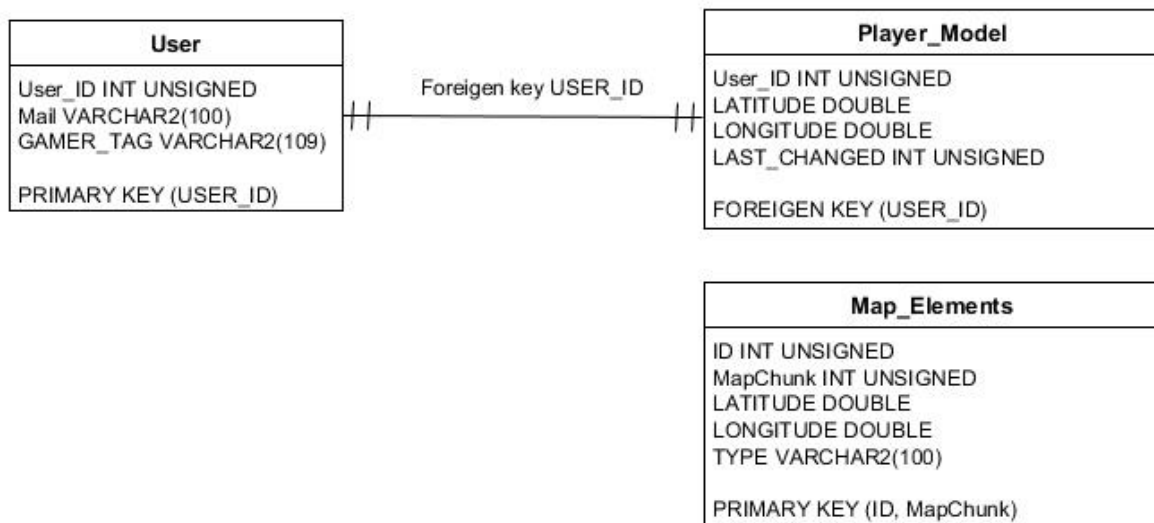 User
User_ID INT UNSIGNED
Mail VARCHAR2(100)
GAMER_TAG VARCHAR2(109)
PRIMARY KEY (USER_ID)
Foreigen key USER_ID
Player_Model
User_ID INT UNSIGNED
LATITUDE DOUBLE
LONGITUDE DOUBLE
LAST_CHANGED INT UNSIGNED
FOREIGEN KEY (USER_ID)
Map_Elements
ID INT UNSIGNED
MapChunk INT UNSIGNED
LATITUDE DOUBLE
LONGITUDE DOUBLE
TYPE VARCHAR2(100)
PRIMARY KEY (ID, MapChunk)